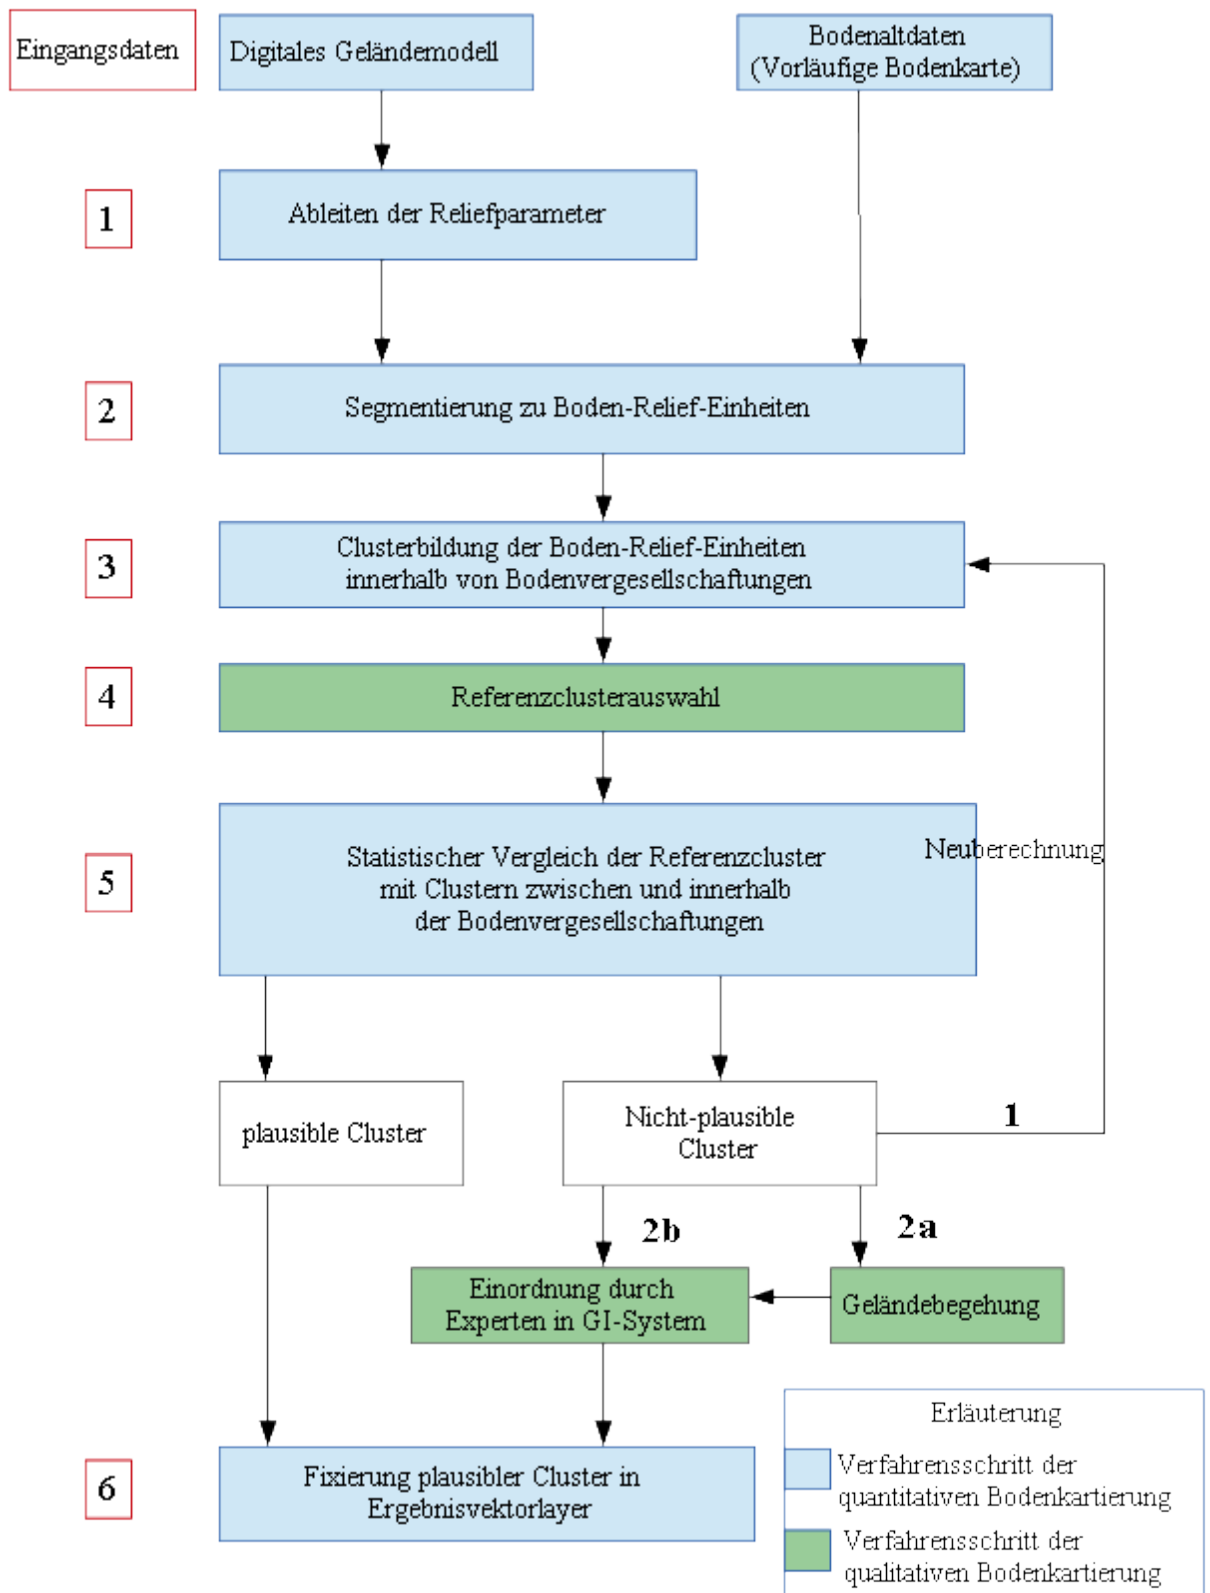 Eingangsdaten
Digitales Geländemodell
Bodenaltdaten
(Vorläufige Bodenkarte)
1
Ableiten der Reliefparameter
2
Segmentierung zu Boden-Relief-Einheiten
3
Clusterbildung der Boden-Relief-Einheiten
innerhalb von Bodenvergesellschaftungen
4
Referenzclusterauswahl
5
Statistischer Vergleich der Referenzcluster
mit Clustern zwischen und innerhalb
der Bodenvergesellschaftungen
Neuberechnung
plausible Cluster
Nicht-plausible
Cluster
1
2b
2a
Einordnung durch
Experten in GI-System
Geländebegehung
6
Fixierung plausibler Cluster in
Ergebnisvektorlayer
Erläuterung
Verfahrensschritt der
quantitativen Bodenkartierung
Verfahrensschritt der
qualitativen Bodenkartierung